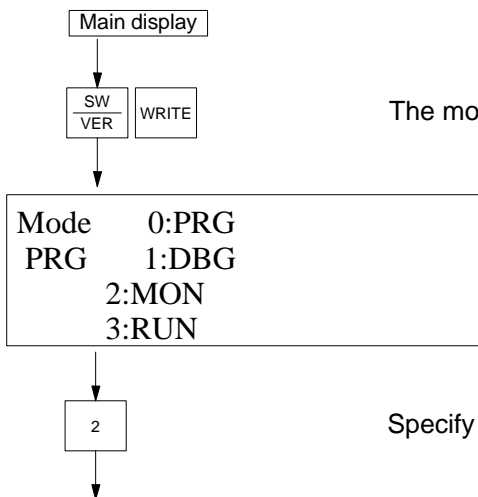 Main display
SW
VER
WRITE
The mo
Mode 0:PRG
PRG 1:DBG
2:MON
3:RUN
2
Specify